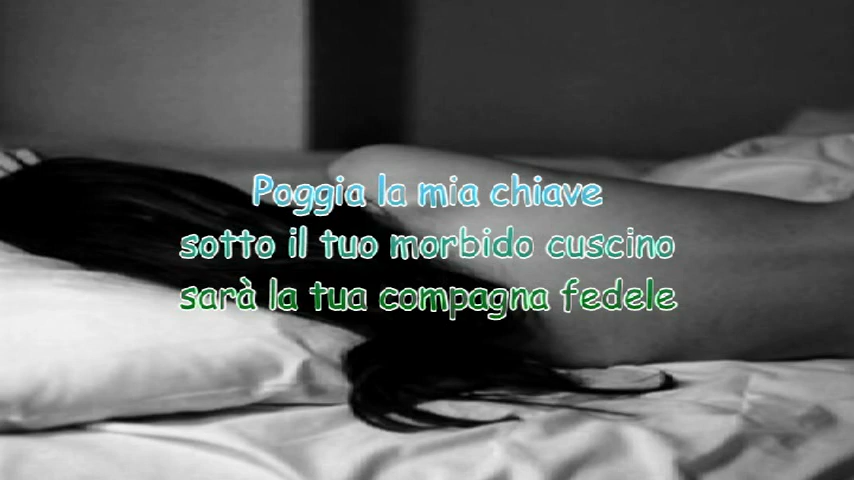 Poggia la mia chiave
sotto il tuo morbido cuscino
sarà la tua compagna fedele